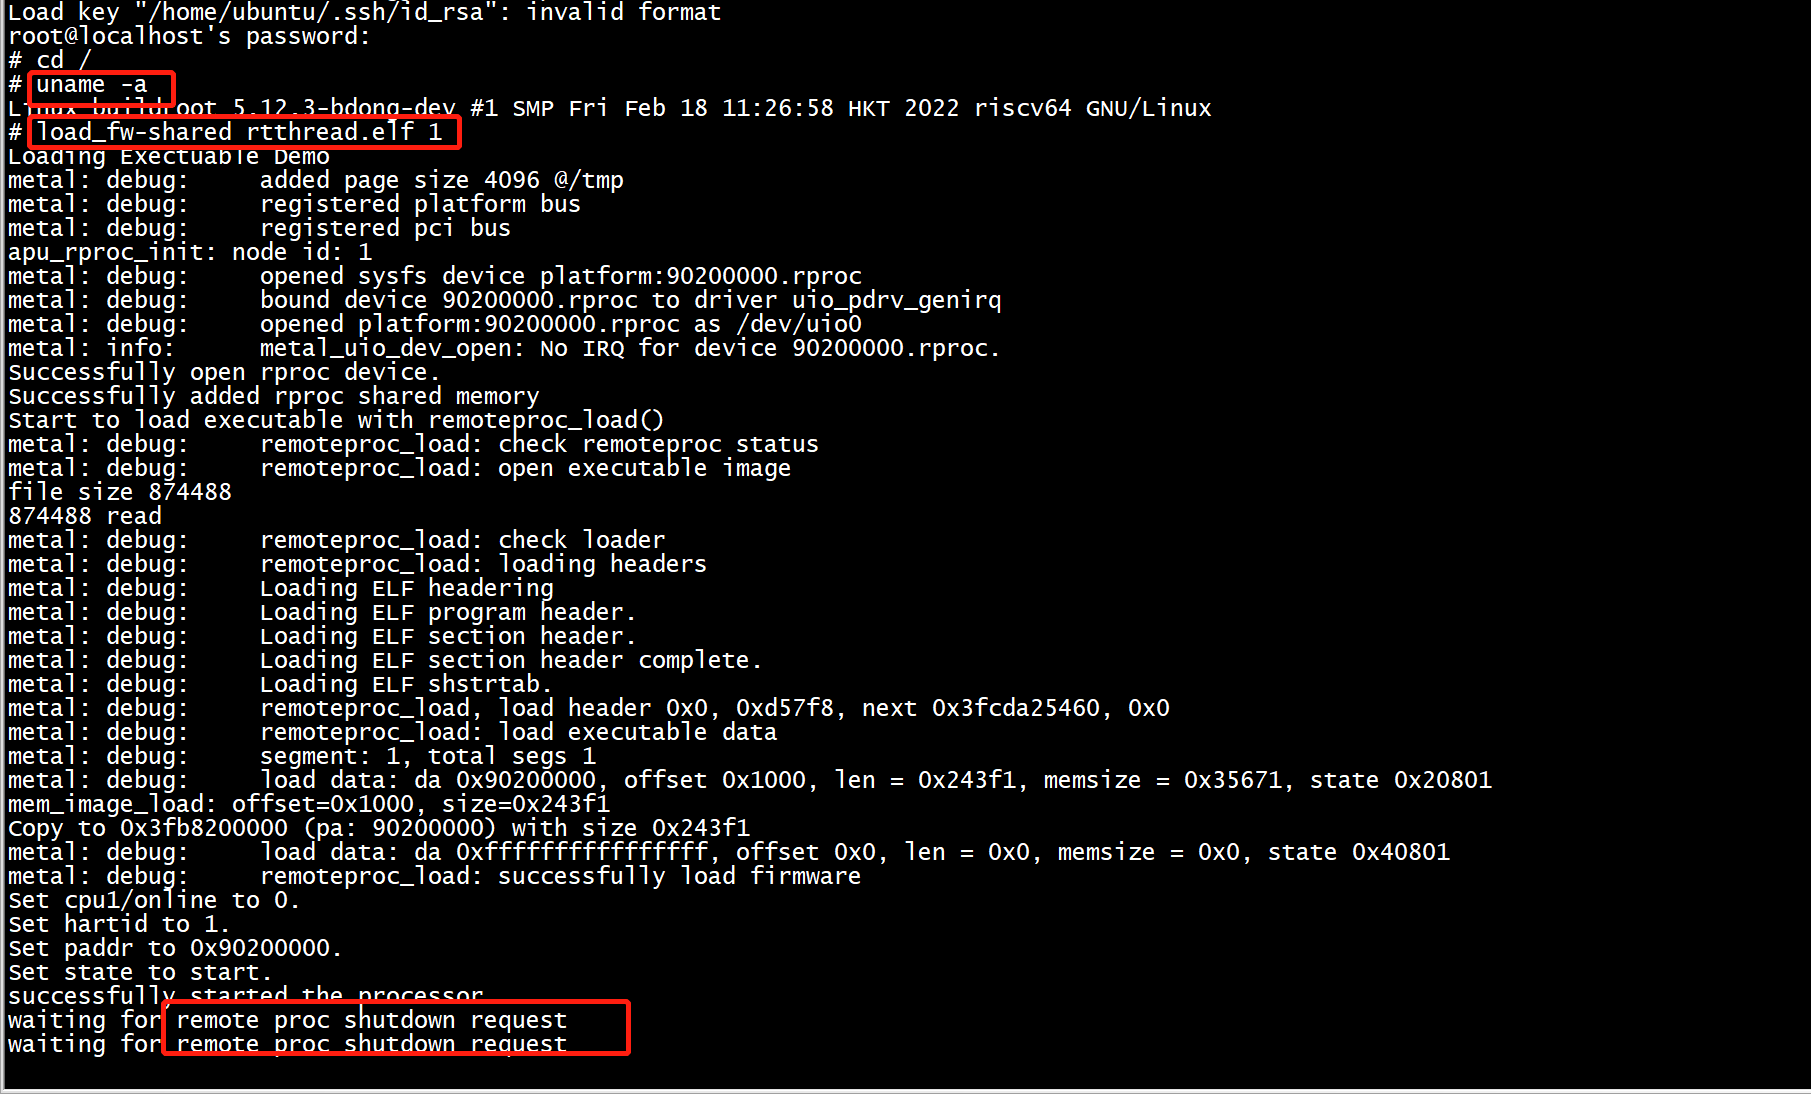 Load key "/home/ubuntu/.ssh/id_rsa": invalid format
root@localhost's password:
# cd /
# uname -a
Linux buildroot 5.12.3-bdong-dev #1 SMP Fri Feb 18 11:26:58 HKT 2022 riscv64 GNU/Linux
# load_fw-shared rtthread.elf 1
Loading Exectuable Demo
metal: debug:     added page size 4096 @/tmp
metal: debug:     registered platform bus
metal: debug:     registered pci bus
apu_rproc_init: node id: 1
metal: debug:     opened sysfs device platform:90200000.rproc
metal: debug:     bound device 90200000.rproc to driver uio_pdrv_genirq
metal: debug:     opened platform:90200000.rproc as /dev/uio0
metal: info:      metal_uio_dev_open: No IRQ for device 90200000.rproc.
Successfully open rproc device.
Successfully added rproc shared memory
Start to load executable with remoteproc_load()
metal: debug:     remoteproc_load: check remoteproc status
metal: debug:     remoteproc_load: open executable image
file size 874488
874488 read
metal: debug:     remoteproc_load: check loader
metal: debug:     remoteproc_load: loading headers
metal: debug:     Loading ELF headering
metal: debug:     Loading ELF program header.
metal: debug:     Loading ELF section header.
metal: debug:     Loading ELF section header complete.
metal: debug:     Loading ELF shstrtab.
metal: debug:     remoteproc_load, load header 0x0, 0xd57f8, next 0x3fcda25460, 0x0
metal: debug:     remoteproc_load: load executable data
metal: debug:     segment: 1, total segs 1
metal: debug:     load data: da 0x90200000, offset 0x1000, len = 0x243f1, memsize = 0x35671, state 0x20801
mem_image_load: offset=0x1000, size=0x243f1
Copy to 0x3fb8200000 (pa: 90200000) with size 0x243f1
metal: debug:     load data: da 0xffffffffffffffff, offset 0x0, len = 0x0, memsize = 0x0, state 0x40801
metal: debug:     remoteproc_load: successfully load firmware
Set cpu1/online to 0.
Set hartid to 1.
Set paddr to 0x90200000.
Set state to start.
successfully started the processor
waiting for remote proc shutdown request
waiting for remote proc shutdown request